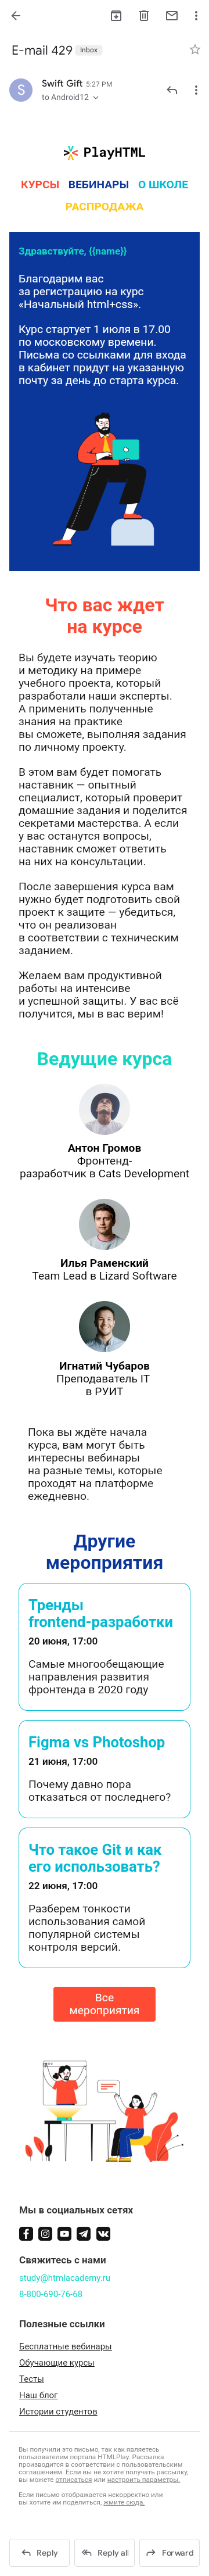 E-mail 429 Inbox
S
Swift Gift 5:27 PM
to Android12
PlayHTML
КУРСЫ ВЕБИНАРЫ О ШКОЛЕ
РАСПРОДАЖА
Здравствуйте, {{name}}
Благодарим вас
за регистрацию на курс
«Начальный html+css».
Курс стартует 1 июля в 17.00
по московскому времени.
Письма со ссылками для входа
в кабинет придут на указанную
почту за день до старта курса.
Что вас ждет
на курсе
Вы будете изучать теорию
и методику на примере
учебного проекта, который
разработали наши эксперты.
А применить полученные
знания на практике
вы сможете, выполняя задания
по личному проекту.
В этом вам будет помогать
наставник — опытный
специалист, который проверит
домашние задания и поделится
секретами мастерства. А если
у вас останутся вопросы,
наставник сможет ответить
на них на консультации.
После завершения курса вам
нужно будет подготовить свой
проект к защите — убедиться,
что он реализован
в соответствии с техническим
заданием.
Желаем вам продуктивной
работы на интенсиве
и успешной защиты. У вас всё
получится, мы в вас верим!
Ведущие курса
Антон Громов
Фронтенд-
разработчик в Cats Development
Илья Раменский
Team Lead в Lizard Software
Игнатий Чубаров
Преподаватель IT
в РУИТ
Пока вы ждёте начала
курса, вам могут быть
интересны вебинары
на разные темы, которые
проходят на платформе
ежедневно.
Другие
мероприятия
Тренды
frontend-разработки
20 июня, 17:00
Самые многообещающие
направления развития
фронтенда в 2020 году
Figma vs Photoshop
21 июня, 17:00
Почему давно пора
отказаться от последнего?
Что такое Git и как
его использовать?
22 июня, 17:00
Разберем тонкости
использования самой
популярной системы
контроля версий.
Все
мероприятия
Мы в социальных сетях
Свяжитесь с нами
study@htmlacademy.ru
8-800-690-76-68
Полезные ссылки
Бесплатные вебинары
Обучающие курсы
Тесты
Наш блог
Истории студентов
Вы получили это письмо, так как являетесь
пользователем портала HTMLPlay. Рассылка
производится в соответствии с пользовательским
соглашением. Если вы не хотите получать рассылку,
вы можете отписаться или настроить параметры.
Если письмо отображается некорректно или
вы хотите им поделиться, жмите сюда.
Reply Reply all Forward